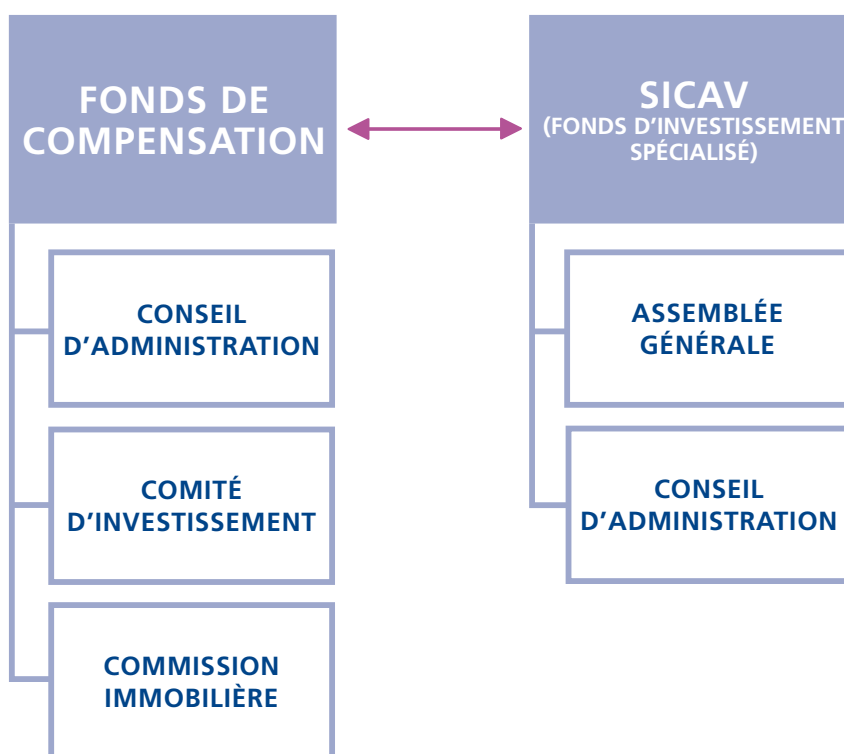 FONDS DE
COMPENSATION
CONSEIL
D’ADMINISTRATION
COMITÉ
D’INVESTISSEMENT
COMMISSION
IMMOBILIÈRE
SICAV
(FONDS D’INVESTISSEMENT
SPÉCIALISÉ)
ASSEMBLÉE
GÉNÉRALE
CONSEIL
D’ADMINISTRATION